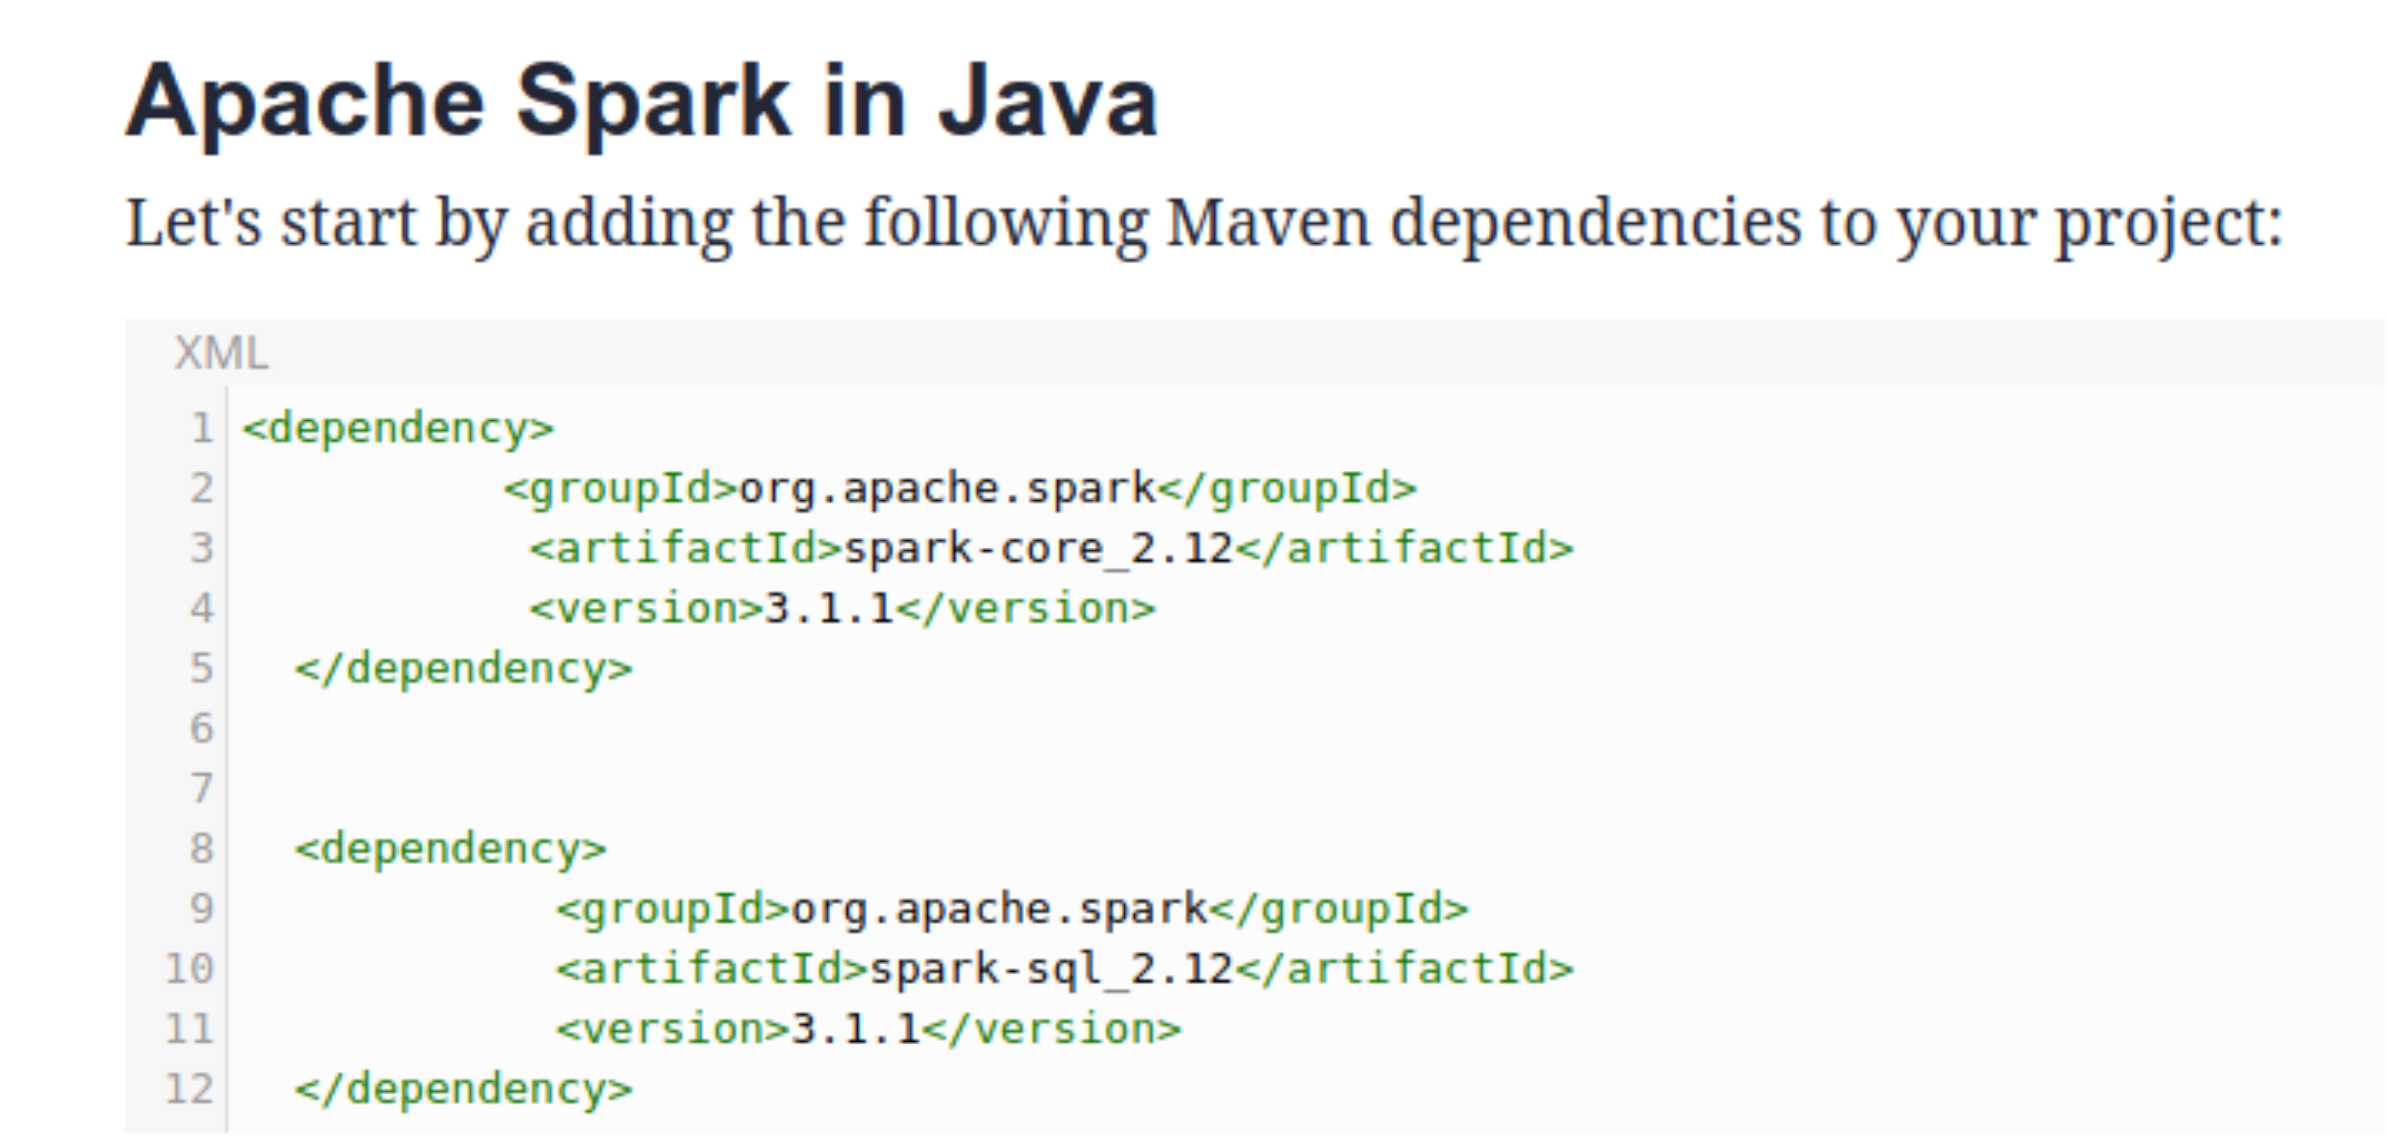 Apache Spark in Java
Let's start by adding the following Maven dependencies to your project:
XML
1 <dependency>
2 <groupId>org.apache.spark</groupId>
3 <artifactId>spark-core_2.12</artifactId>
4 <version>3.1.1</version>
5 </dependency>
6
7
8 <dependency>
9 <groupId>org.apache.spark</groupId>
10 <artifactId>spark-sql_2.12</artifactId>
11 <version>3.1.1</version>
12 </dependency>